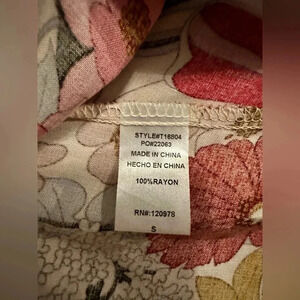 STYLE#T16804
PO#22063
MADE IN CHINA
HECHO EN CHINA
100%RAYON
RN#:120978
S